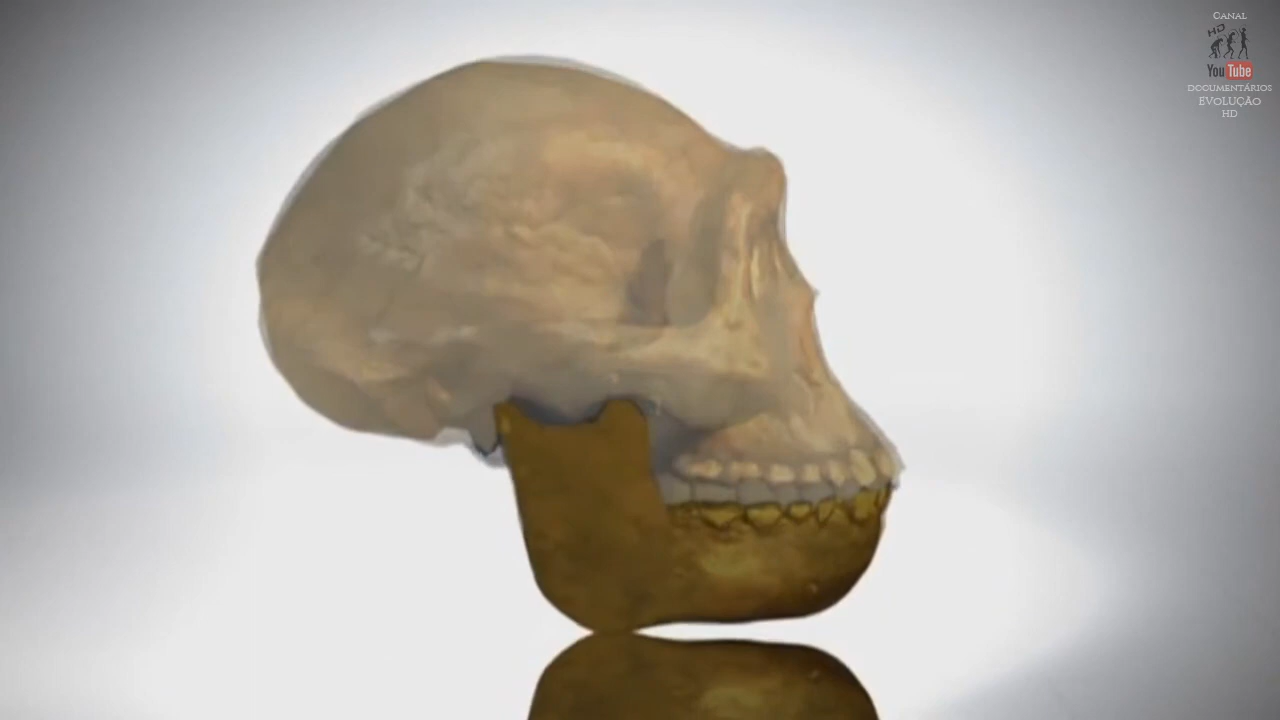 Canal
HD
YouTube
Documentários
Evolução
HD